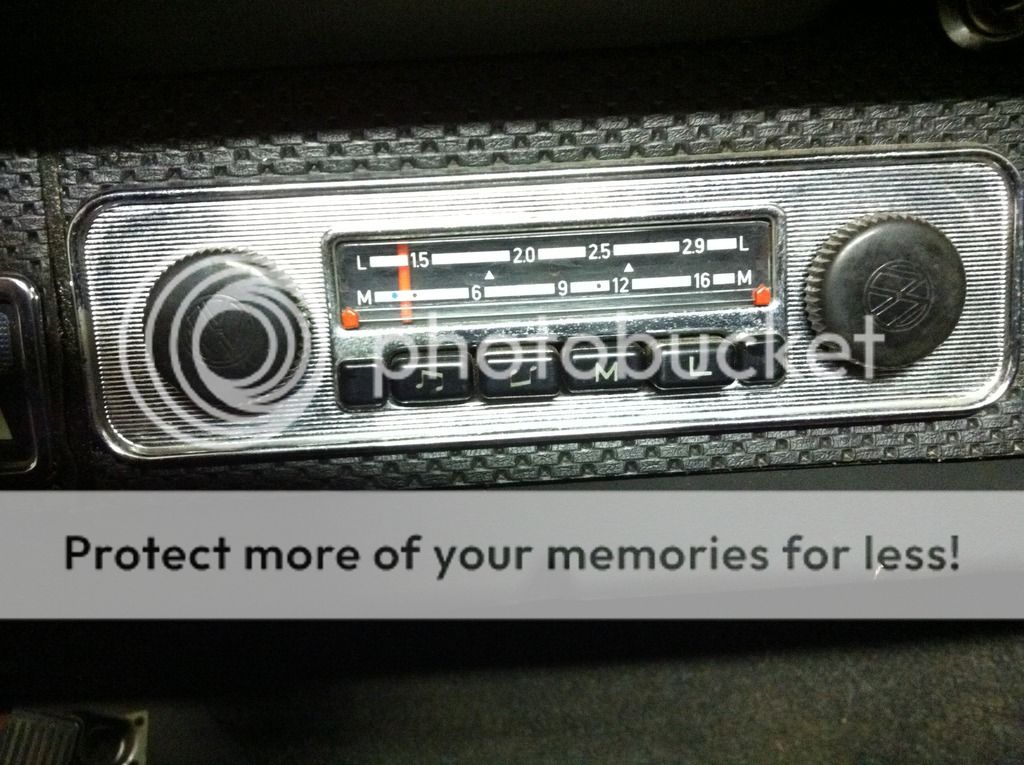 L 1.5 2.0 2.5 2.9 L
M 6 9 12 16 M
M L
photobucket
Protect more of your memories for less!